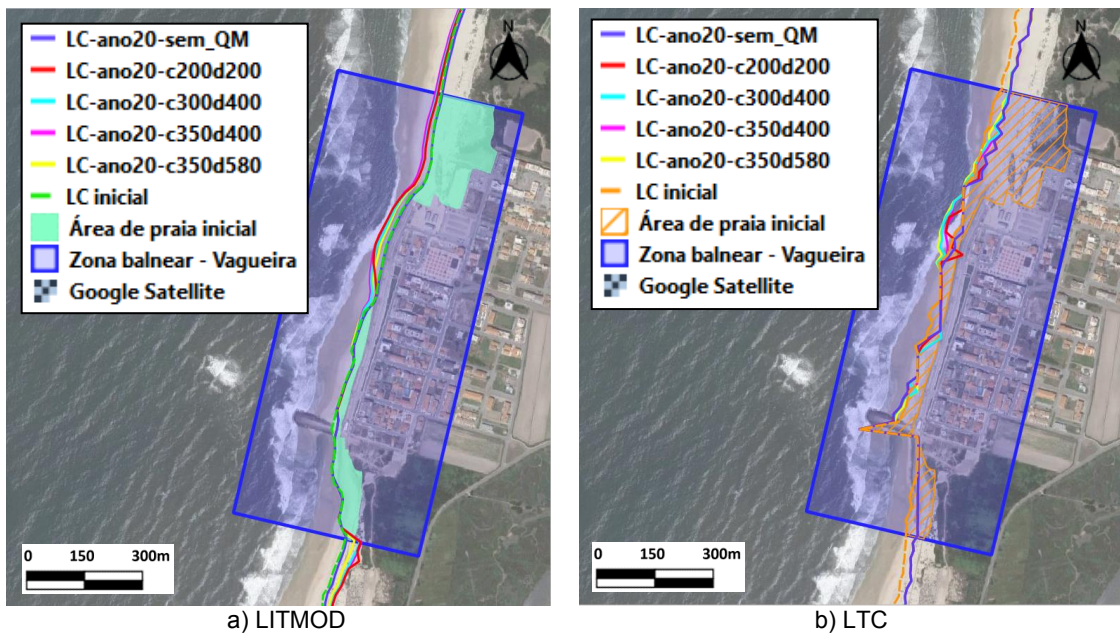 LC-ano20-sem_QM
LC-ano20-c200d200
LC-ano20-c300d400
LC-ano20-c350d400
LC-ano20-c350d580
LC inicial
Área de praia inicial
Zona balnear - Vagueira
Google Satellite
N
0 150 300m
a) LITMOD
LC-ano20-sem_QM
LC-ano20-c200d200
LC-ano20-c300d400
LC-ano20-c350d400
LC-ano20-c350d580
LC inicial
Área de praia inicial
Zona balnear - Vagueira
Google Satellite
N
0 150 300m
b) LTC